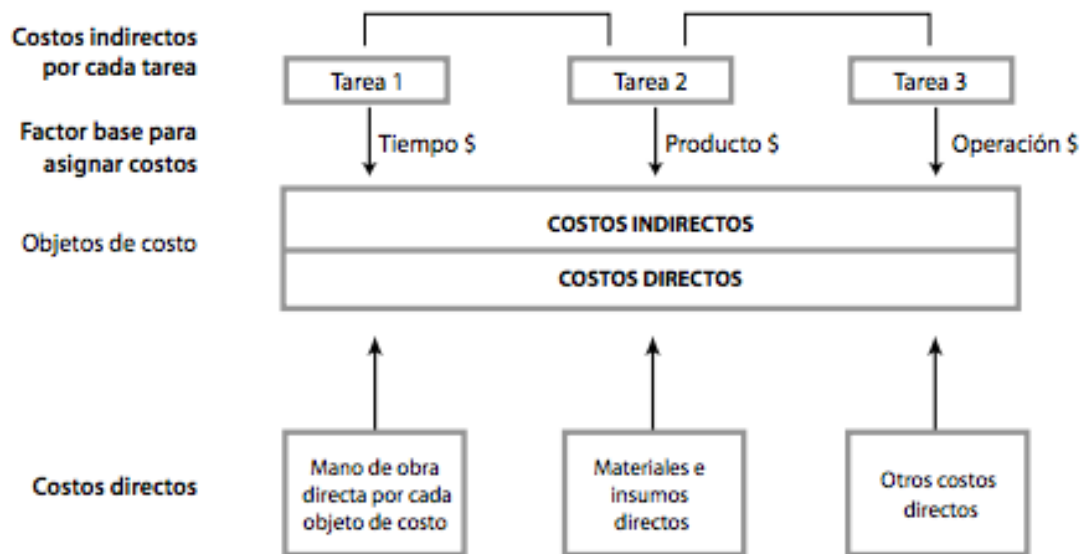 Costos indirectos
por cada tarea
Tarea 1
Tarea 2
Tarea 3
Factor base para
asignar costos
Tiempo $
Producto $
Operación $
Objetos de costo
COSTOS INDIRECTOS
COSTOS DIRECTOS
Costos directos
Mano de obra
directa por cada
objeto de costo
Materiales e
insumos
directos
Otros costos
directos